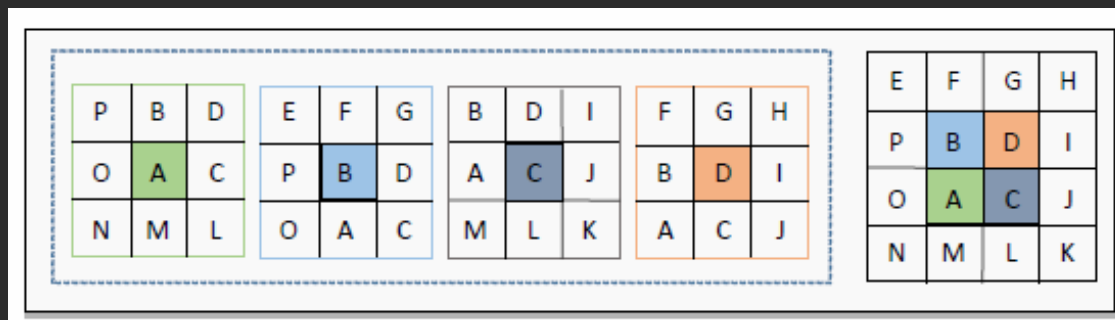 P B D
O A C
N M L
E F G
P B D
O A C
B D I
A C J
M L K
F G H
B D I
A C J
E F G H
P B D I
O A C J
N M L K